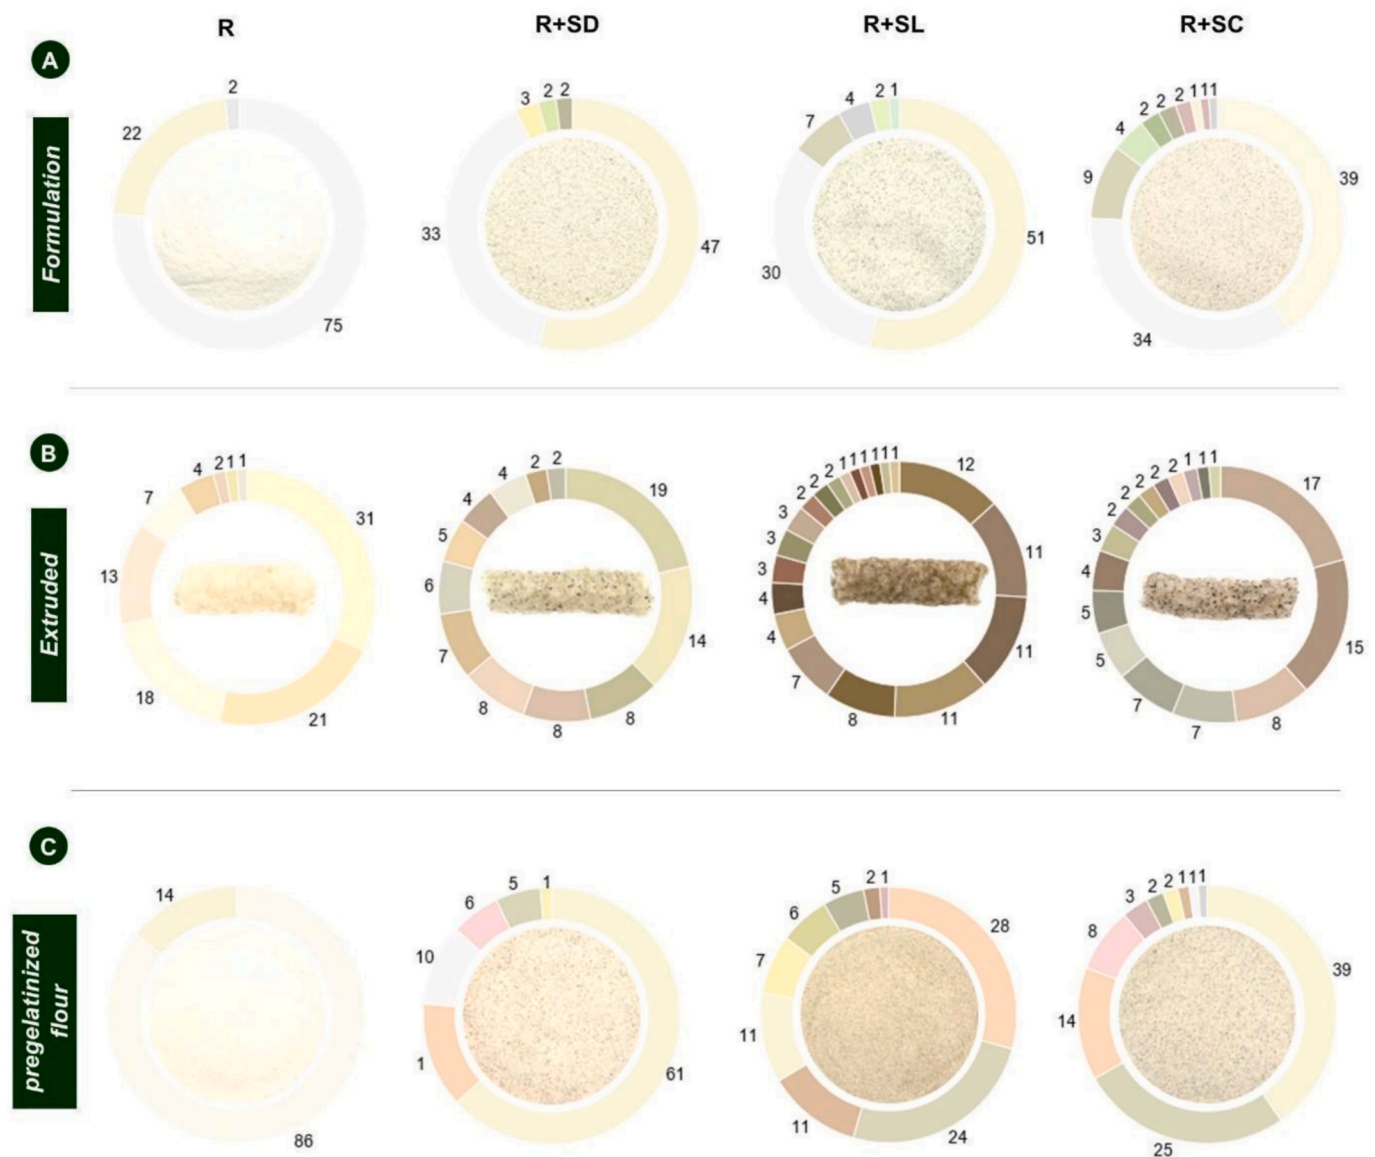 R R+SD R+SL R+SC
A
Formulation
2 22 75
3 2 2 33 47
2 1 4 7 30 51
1 1 1 2 2 2 4 9 34 39
B
Extruded
1 1 2 4 7 13 18 21 31
2 2 4 4 5 6 7 8 8 8 14 19
1 1 1 1 1 1 2 2 2 3 3 3 4 4 7 8 11 11 11 12
1 1 1 2 2 2 2 2 3 4 5 5 7 7 8 15 17
C
pregelatinized
flour
14 86
1 5 6 10 1 61
2 1 5 6 7 11 11 24 28
1 1 1 2 2 3 8 14 25 39